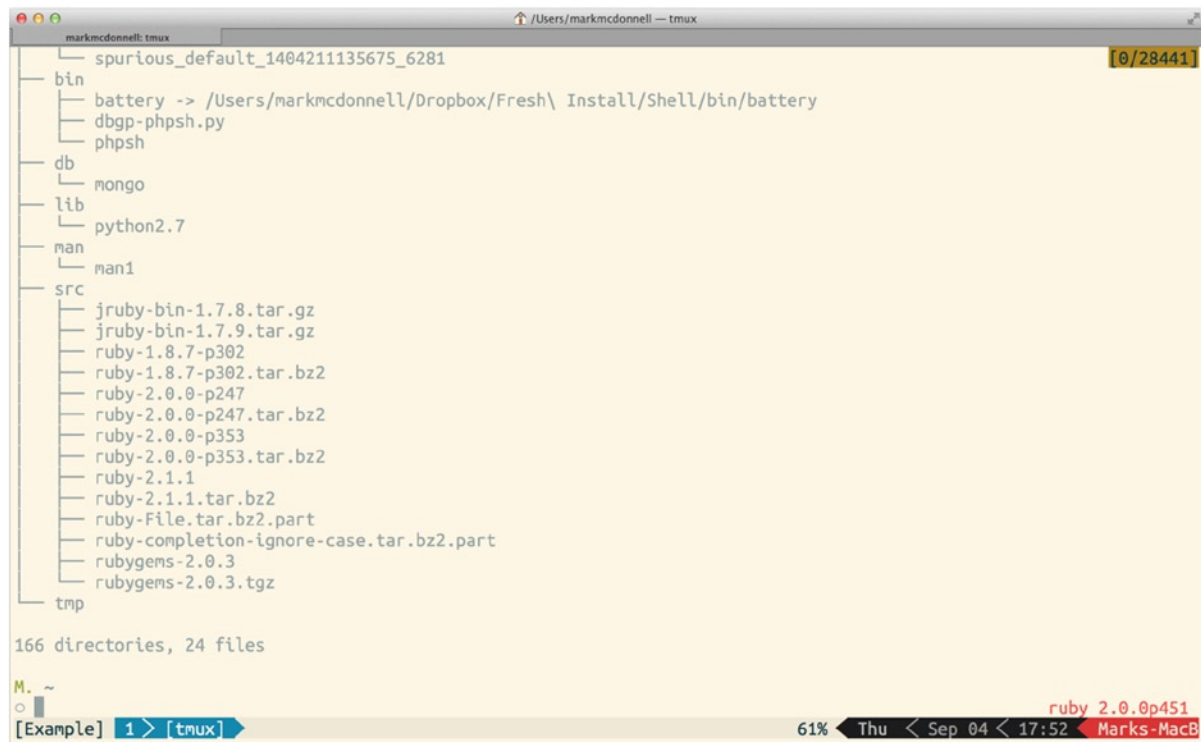 /Users/markmcdonnell — tmux
markmcdonnell: tmux
└── spurious_default_1404211135675_6281 [0/28441]
├── bin
│   ├── battery -> /Users/markmcdonnell/Dropbox/Fresh\ Install/Shell/bin/battery
│   ├── dbgp-phpsh.py
│   └── phpsh
├── db
│   └── mongo
├── lib
│   └── python2.7
├── man
│   └── man1
├── src
│   ├── jruby-bin-1.7.8.tar.gz
│   ├── jruby-bin-1.7.9.tar.gz
│   ├── ruby-1.8.7-p302
│   ├── ruby-1.8.7-p302.tar.bz2
│   ├── ruby-2.0.0-p247
│   ├── ruby-2.0.0-p247.tar.bz2
│   ├── ruby-2.0.0-p353
│   ├── ruby-2.0.0-p353.tar.bz2
│   ├── ruby-2.1.1
│   ├── ruby-2.1.1.tar.bz2
│   ├── ruby-File.tar.bz2.part
│   ├── ruby-completion-ignore-case.tar.bz2.part
│   ├── rubygems-2.0.3
│   └── rubygems-2.0.3.tgz
└── tmp
166 directories, 24 files
M. ~
○ ruby 2.0.0p451
[Example] 1 > [tmux] 61% Thu < Sep 04 < 17:52 Marks-MacB